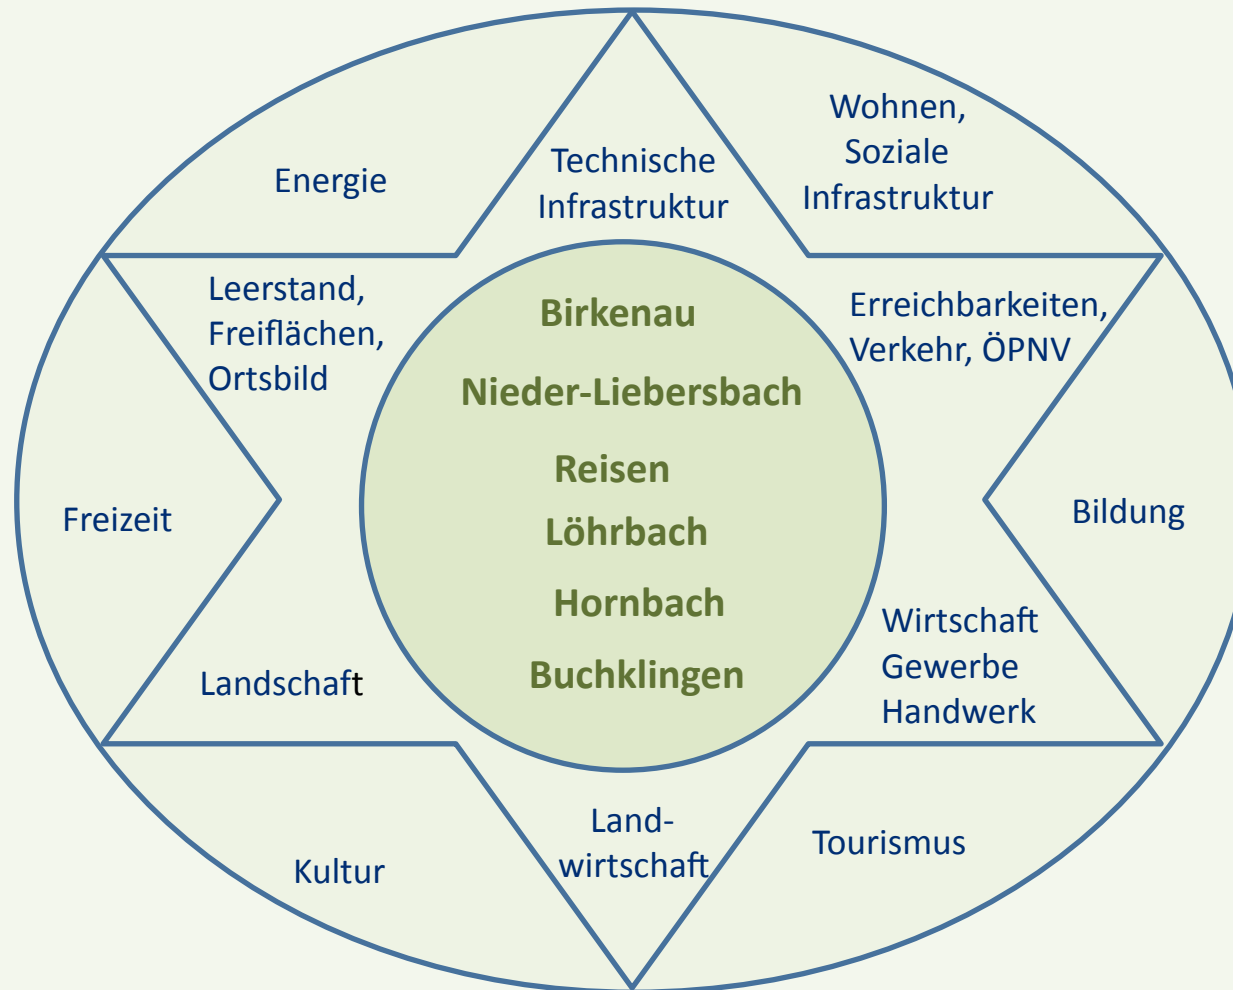 Wohnen,
Soziale
Infrastruktur
Technische
Infrastruktur
Energie
Leerstand,
Freiflächen,
Ortsbild
Erreichbarkeiten,
Verkehr, ÖPNV
Birkenau
Nieder-Liebersbach
Reisen
Löhrbach
Hornbach
Buchklingen
Freizeit
Bildung
Landschaft
Wirtschaft
Gewerbe
Handwerk
Kultur
Land-
wirtschaft
Tourismus